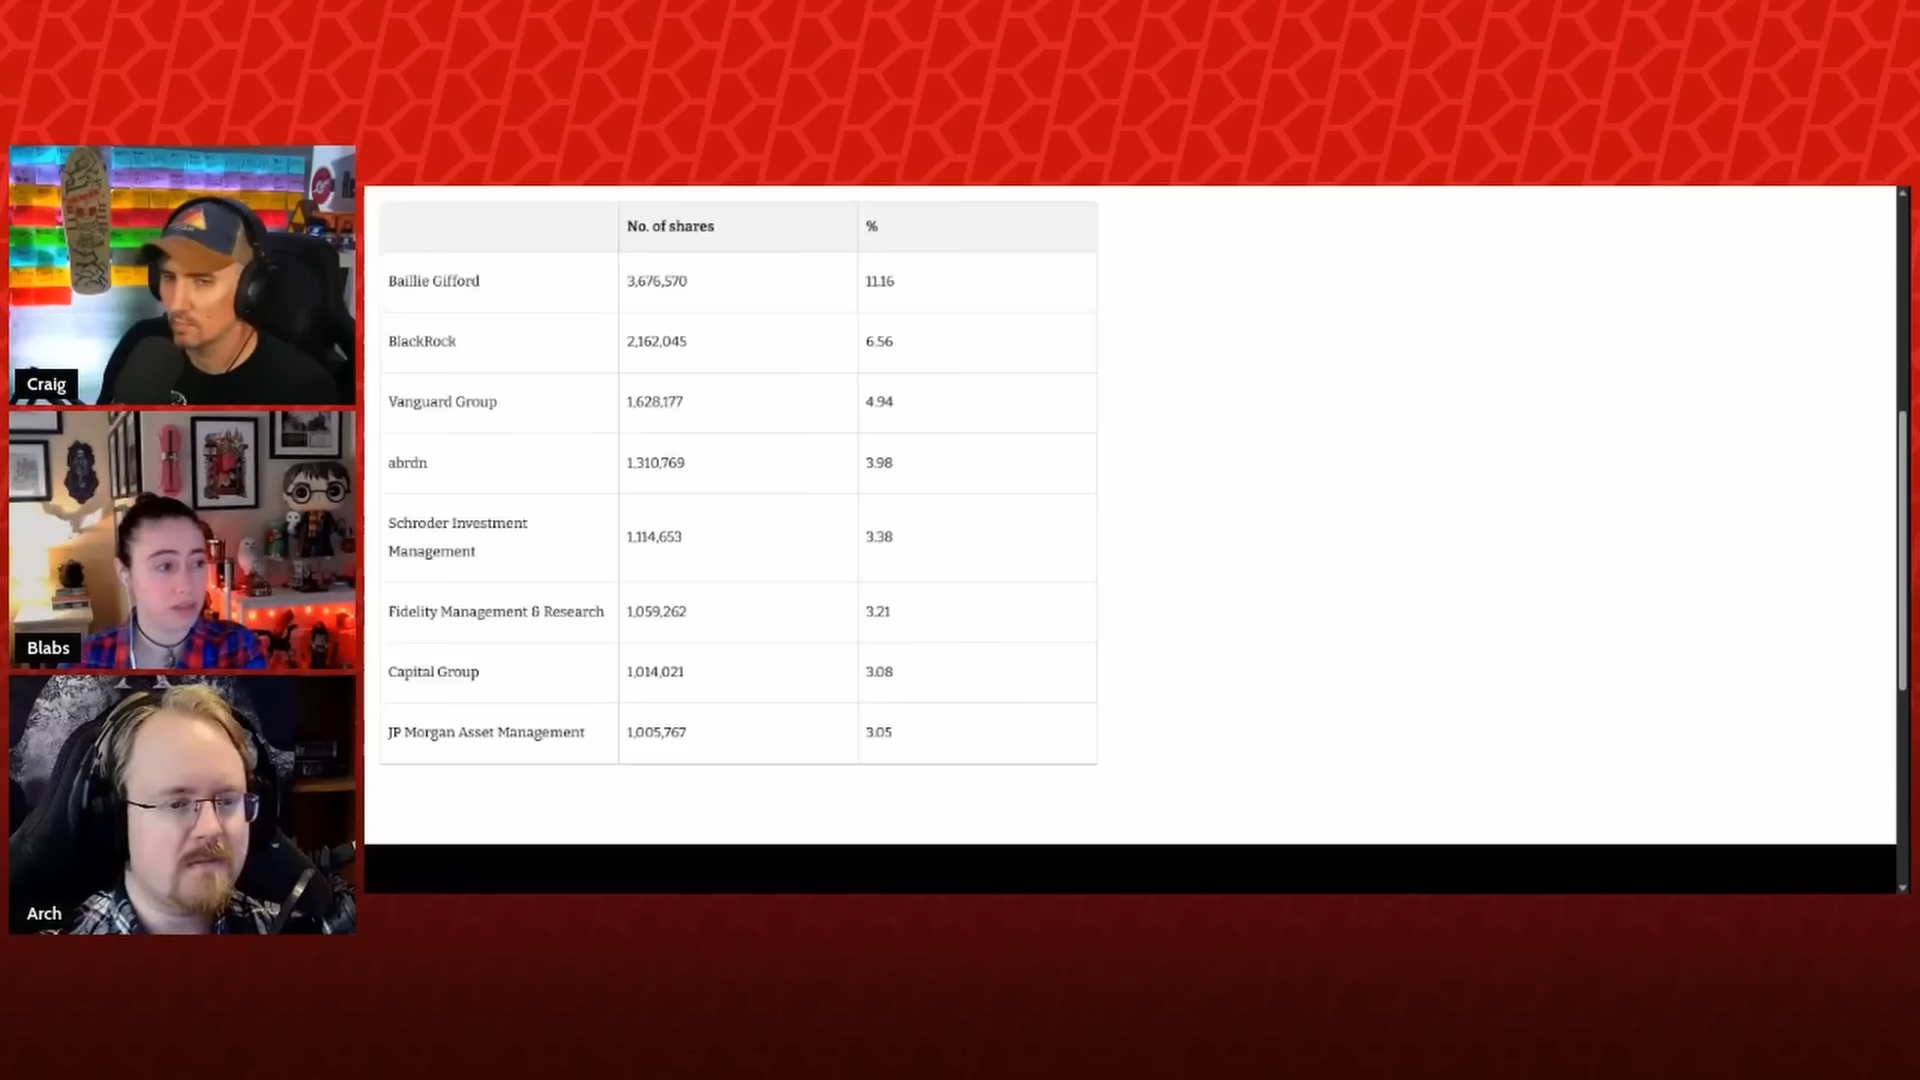 Craig
Blabs
Arch
No. of shares %
Baillie Gifford 3,676,570 11.16
BlackRock 2,162,045 6.56
Vanguard Group 1,628,177 4.94
abrdn 1,310,769 3.98
Schroder Investment
Management 1,114,653 3.38
Fidelity Management & Research 1,059,262 3.21
Capital Group 1,014,021 3.08
JP Morgan Asset Management 1,005,767 3.05